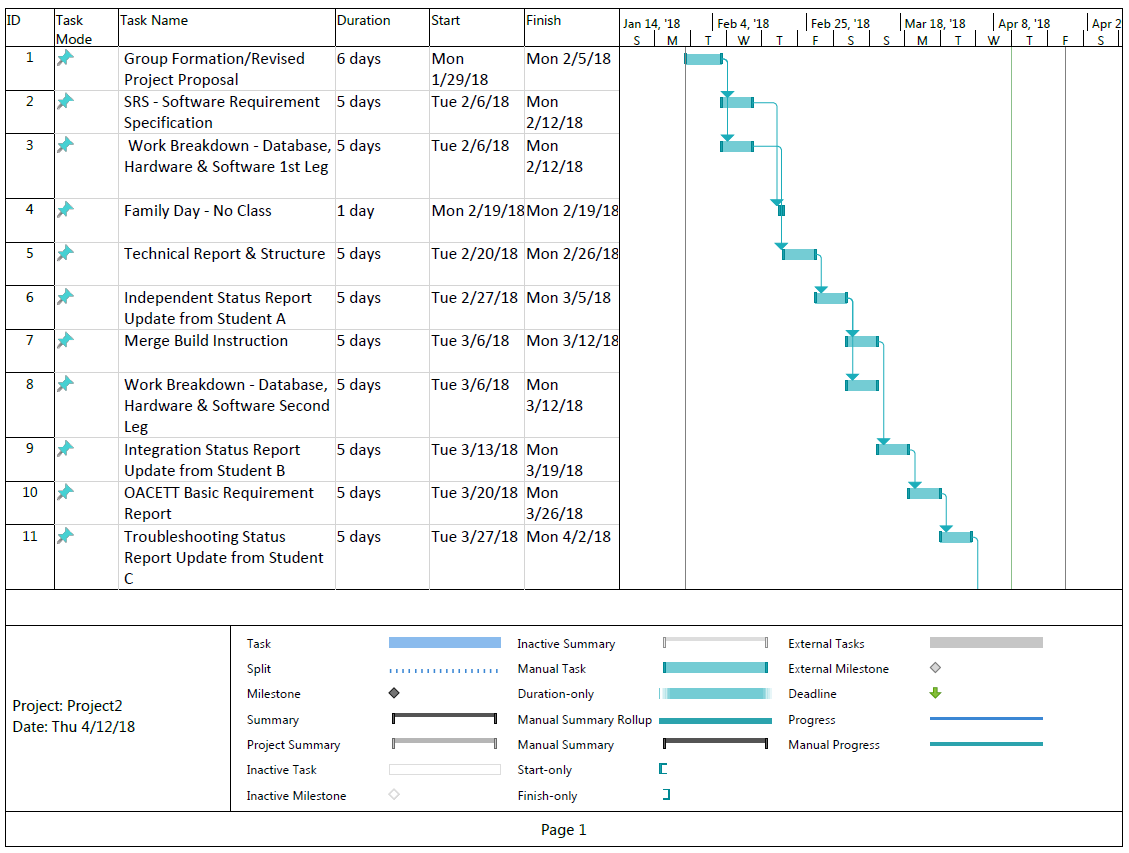 ID Task Mode Task Name Duration Start Finish Jan 14, '18 Feb 4, '18 Feb 25, '18 Mar 18, '18 Apr 8, '18 Apr 2
S M T W T F S S M T W T F S
1 Group Formation/Revised Project Proposal 6 days Mon 1/29/18 Mon 2/5/18
2 SRS - Software Requirement Specification 5 days Tue 2/6/18 Mon 2/12/18
3 Work Breakdown - Database, Hardware & Software 1st Leg 5 days Tue 2/6/18 Mon 2/12/18
4 Family Day - No Class 1 day Mon 2/19/18 Mon 2/19/18
5 Technical Report & Structure 5 days Tue 2/20/18 Mon 2/26/18
6 Independent Status Report Update from Student A 5 days Tue 2/27/18 Mon 3/5/18
7 Merge Build Instruction 5 days Tue 3/6/18 Mon 3/12/18
8 Work Breakdown - Database, Hardware & Software Second Leg 5 days Tue 3/6/18 Mon 3/12/18
9 Integration Status Report Update from Student B 5 days Tue 3/13/18 Mon 3/19/18
10 OACETT Basic Requirement Report 5 days Tue 3/20/18 Mon 3/26/18
11 Troubleshooting Status Report Update from Student C 5 days Tue 3/27/18 Mon 4/2/18
Project: Project2
Date: Thu 4/12/18
Task Inactive Summary External Tasks
Split Manual Task External Milestone
Milestone Duration-only Deadline
Summary Manual Summary Rollup Progress
Project Summary Manual Summary Manual Progress
Inactive Task Start-only
Inactive Milestone Finish-only
Page 1